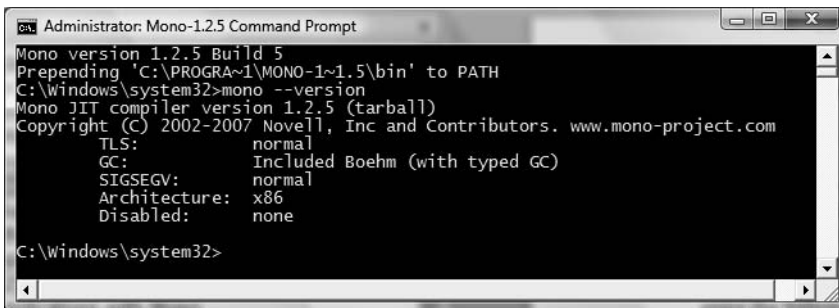 Administrator: Mono-1.2.5 Command Prompt
Mono version 1.2.5 Build 5
Prepending 'C:\PROGRA~1\MONO-1~1.5\bin' to PATH
C:\Windows\system32>mono --version
Mono JIT compiler version 1.2.5 (tarball)
Copyright (C) 2002-2007 Novell, Inc and Contributors. www.mono-project.com
TLS: normal
GC: Included Boehm (with typed GC)
SIGSEGV: normal
Architecture: x86
Disabled: none
C:\Windows\system32>